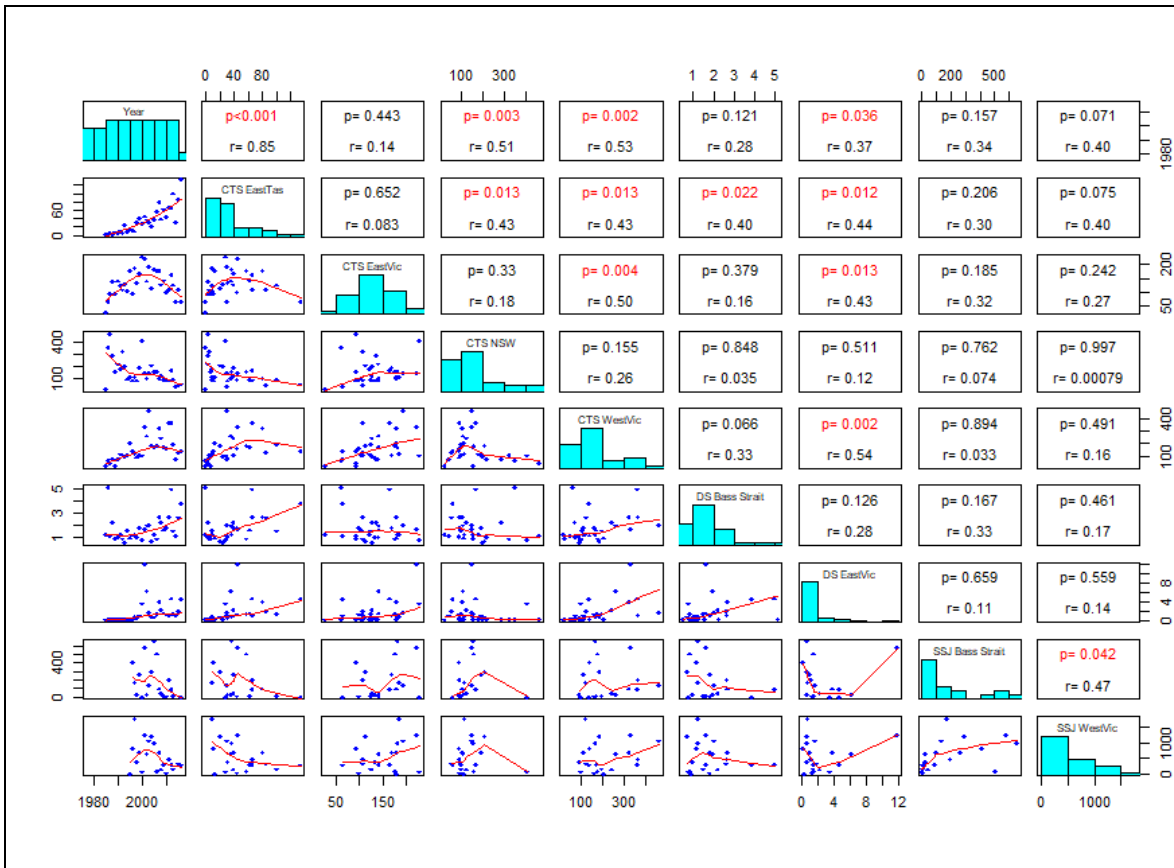 0 40 80
100 300
1 2 3 4 5
0 200 500
Year
p<0.001
r= 0.85
p= 0.443
r= 0.14
p= 0.003
r= 0.51
p= 0.002
r= 0.53
p= 0.121
r= 0.28
p= 0.036
r= 0.37
p= 0.157
r= 0.34
p= 0.071
r= 0.40
1980
0 60
CTS EastTas
p= 0.652
r= 0.083
p= 0.013
r= 0.43
p= 0.013
r= 0.43
p= 0.022
r= 0.40
p= 0.012
r= 0.44
p= 0.206
r= 0.30
p= 0.075
r= 0.40
CTS EastVic
p= 0.33
r= 0.18
p= 0.004
r= 0.50
p= 0.379
r= 0.16
p= 0.013
r= 0.43
p= 0.185
r= 0.32
p= 0.242
r= 0.27
50 200
100 400
CTS NSW
p= 0.155
r= 0.26
p= 0.848
r= 0.035
p= 0.511
r= 0.12
p= 0.762
r= 0.074
p= 0.997
r= 0.00079
CTS WestVic
p= 0.066
r= 0.33
p= 0.002
r= 0.54
p= 0.894
r= 0.033
p= 0.491
r= 0.16
100 400
1 3 5
DS Bass Strait
p= 0.126
r= 0.28
p= 0.167
r= 0.33
p= 0.461
r= 0.17
DS EastVic
p= 0.659
r= 0.11
p= 0.559
r= 0.14
0 4 8
0 400
SSJ Bass Strait
p= 0.042
r= 0.47
SSJ WestVic
0 1000
1980 2000
50 150
100 300
0 4 8 12
0 1000